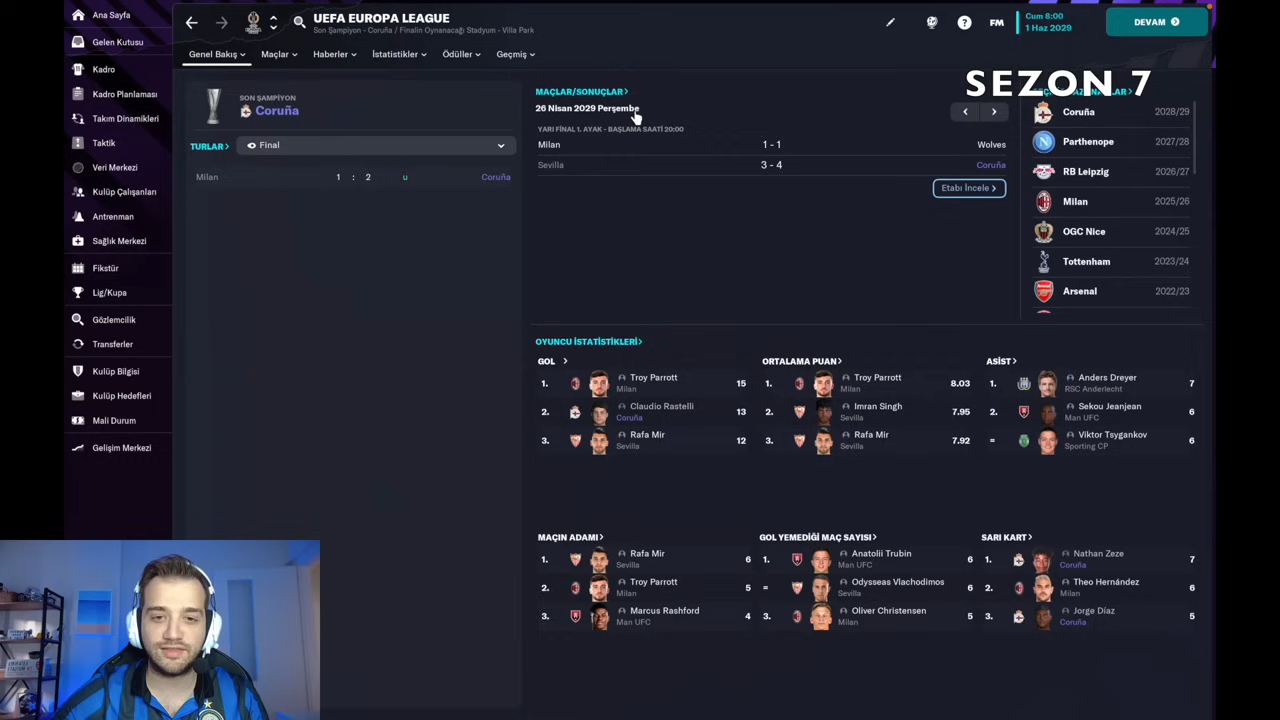 Ana Sayfa
Gelen Kutusu
Kadro
Kadro Planlaması
Takım Dinamikleri
Taktik
Veri Merkezi
Kulüp Çalışanları
Antrenman
Sağlık Merkezi
Fikstür
Lig/Kupa
Gözlemcilik
Transferler
Kulüp Bilgisi
Kulüp Hedefleri
Mali Durum
Gelişim Merkezi
UEFA EUROPA LEAGUE
Son Şampiyon - Coruña / Finalin Oynanacağı Stadyum - Villa Park
FM
Cum 8:00
1 Haz 2029
DEVAM
Genel Bakış
Maçlar
Haberler
İstatistikler
Ödüller
Geçmiş
SEZON 7
SON ŞAMPİYON
Coruña
TURLAR
Final
Milan 1 : 2 u Coruña
MAÇLAR/SONUÇLAR
26 Nisan 2029 Perşembe
YARI FİNAL 1. AYAK - BAŞLAMA SAATİ 20:00
Milan 1 - 1 Wolves
Sevilla 3 - 4 Coruña
Etabı İncele
Coruña 2028/29
Parthenope 2027/28
RB Leipzig 2026/27
Milan 2025/26
OGC Nice 2024/25
Tottenham 2023/24
Arsenal 2022/23
OYUNCU İSTATİSTİKLERİ
GOL
1. Troy Parrott 15
Milan
2. Claudio Rastelli 13
Coruña
3. Rafa Mir 12
Sevilla
ORTALAMA PUAN
1. Troy Parrott 8.03
Milan
2. Imran Singh 7.95
Sevilla
3. Rafa Mir 7.92
Sevilla
ASİST
1. Anders Dreyer 7
RSC Anderlecht
2. Sekou Jeanjean 6
Man UFC
= Viktor Tsygankov 6
Sporting CP
MAÇIN ADAMI
1. Rafa Mir 6
Sevilla
2. Troy Parrott 5
Milan
3. Marcus Rashford 4
Man UFC
GOL YEMEDİĞİ MAÇ SAYISI
1. Anatolii Trubin 6
Man UFC
= Odysseas Vlachodimos 6
Sevilla
3. Oliver Christensen 5
Milan
SARI KART
1. Nathan Zeze 7
Coruña
2. Theo Hernández 6
Milan
3. Jorge Díaz 5
Coruña